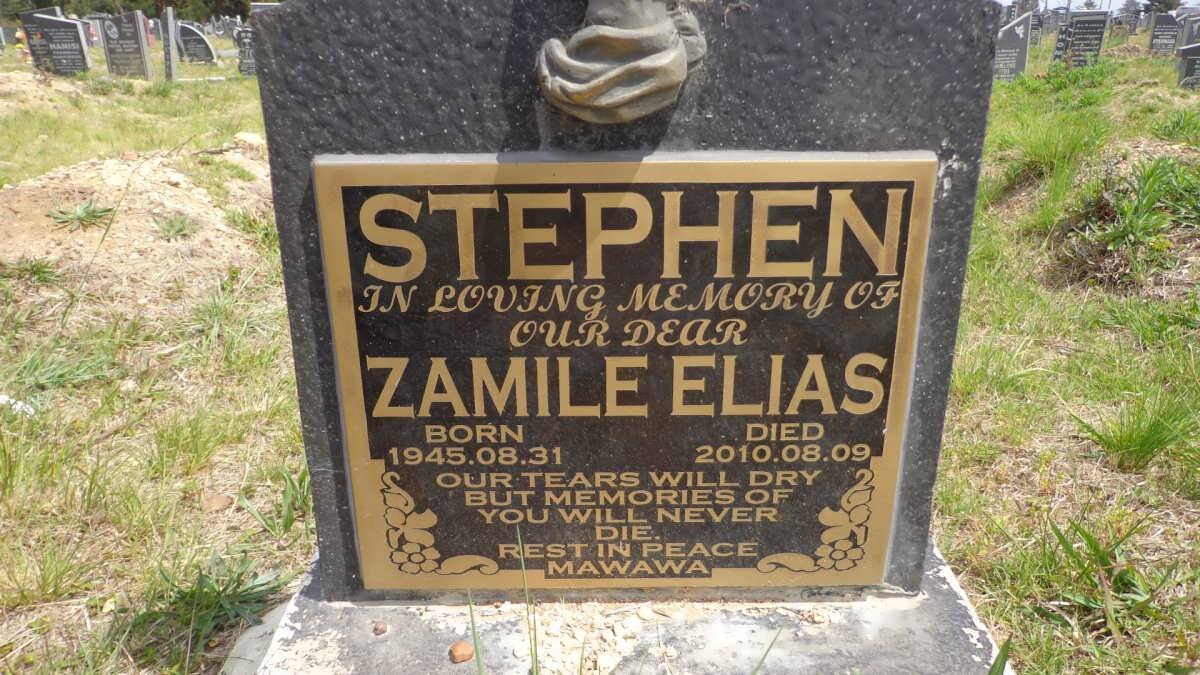 STEPHEN
IN LOVING MEMORY OF
OUR DEAR
ZAMILE ELIAS
BORN DIED
1945.08.31 2010.08.09
OUR TEARS WILL DRY
BUT MEMORIES OF
YOU WILL NEVER
DIE.
REST IN PEACE
MAWAWA
HAMISI